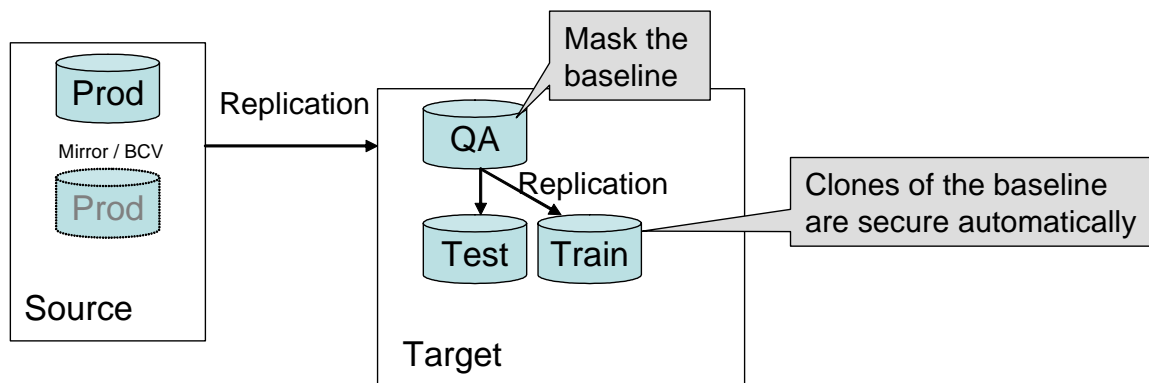 Mask the
baseline
Prod
Replication
QA
Mirror / BCV
Prod
Replication
Clones of the baseline
are secure automatically
Test
Train
Source
Target